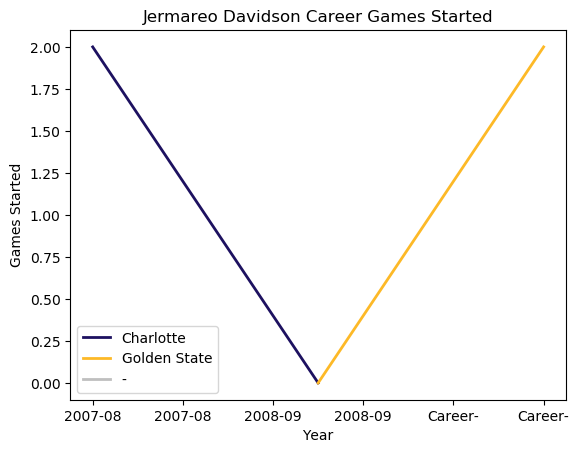 Jermareo Davidson Career Games Started
2.00
1.75
1.50
1.25
1.00
0.75
0.50
0.25
0.00
Games Started
Charlotte
Golden State
-
2007-08 2007-08 2008-09 2008-09 Career- Career-
Year